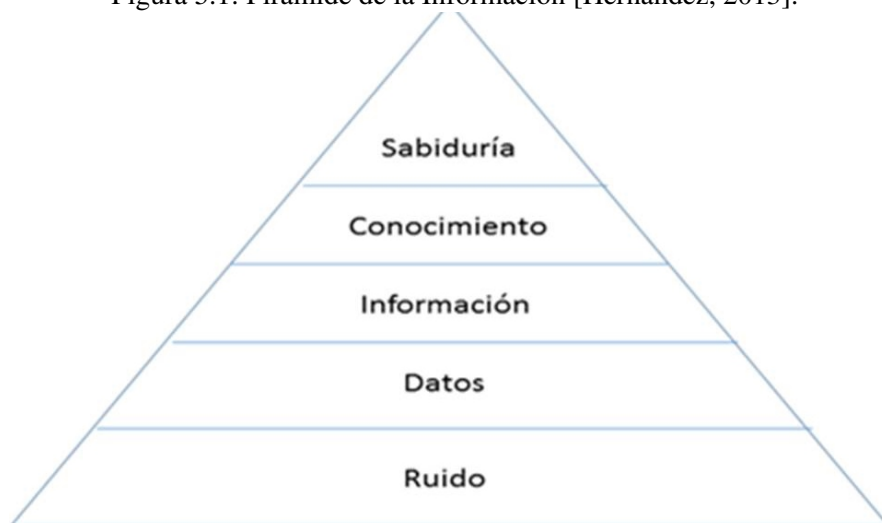 Figura 3.1. Pirámide de la Información [Hernández, 2013].
Sabiduría
Conocimiento
Información
Datos
Ruido